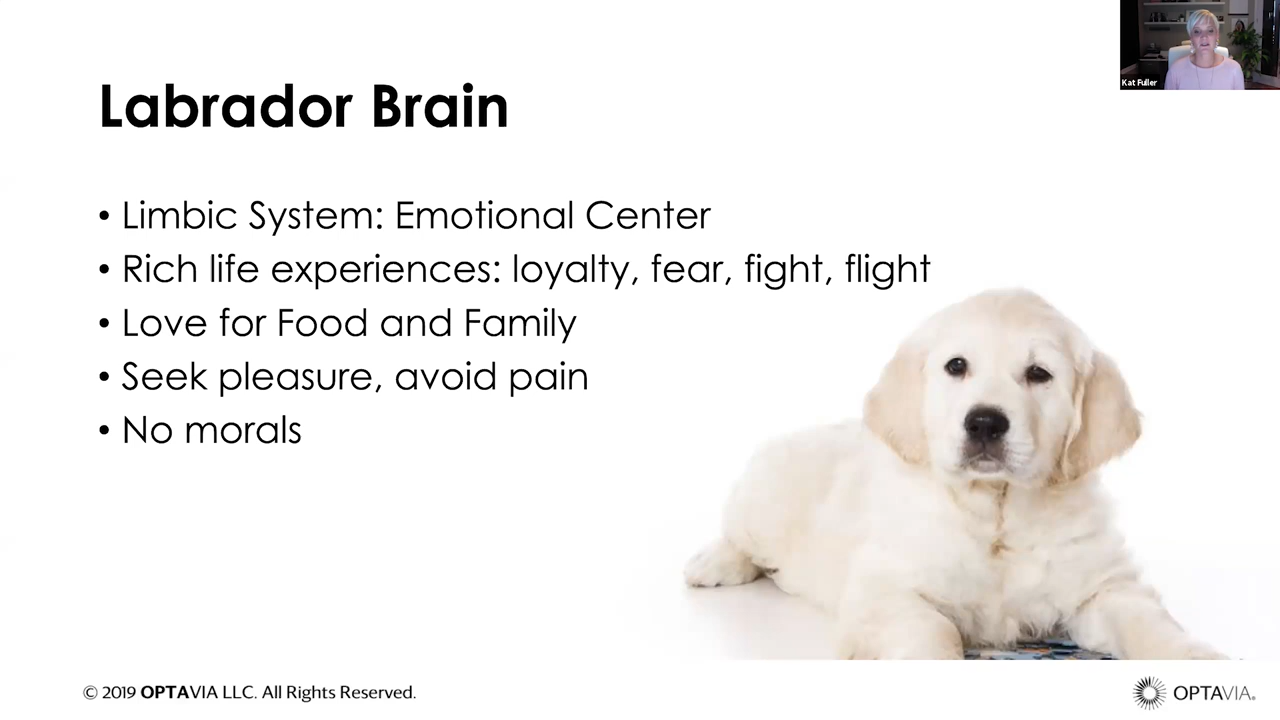 Kat Fuller
Labrador Brain
• Limbic System: Emotional Center
• Rich life experiences: loyalty, fear, fight, flight
• Love for Food and Family
• Seek pleasure, avoid pain
• No morals
© 2019 OPTAVIA LLC. All Rights Reserved.
OPTAVIA®